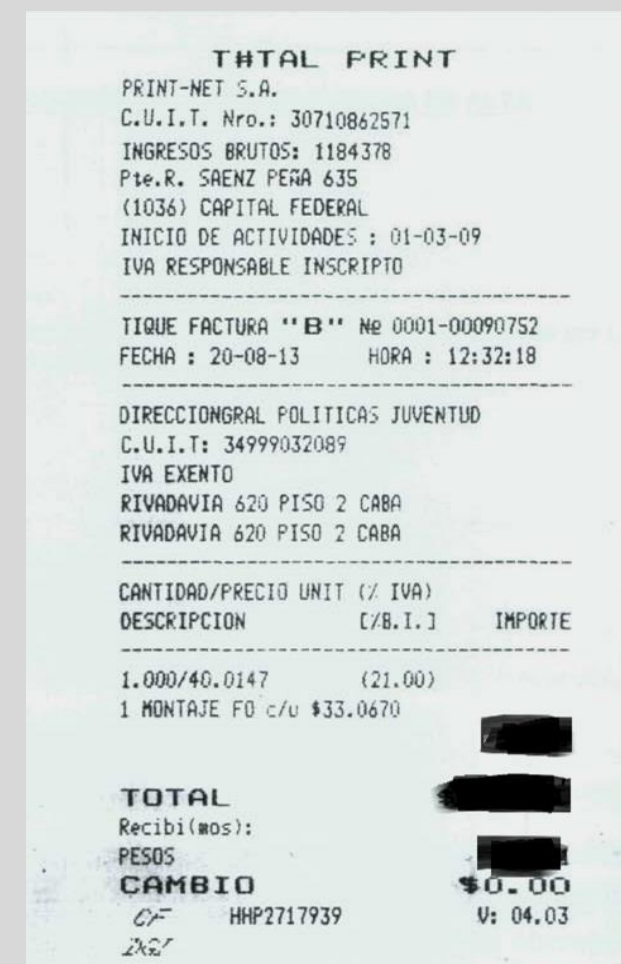 T#TAL PRINT
PRINT-NET S.A.
C.U.I.T. Nro.: 30710862571
INGRESOS BRUTOS: 1184378
Pte.R. SAENZ PEÑA 635
(1036) CAPITAL FEDERAL
INICIO DE ACTIVIDADES : 01-03-09
IVA RESPONSABLE INSCRIPTO
TIQUE FACTURA "B" Nº 0001-00090752
FECHA : 20-08-13 HORA : 12:32:18
DIRECCIONGRAL POLITICAS JUVENTUD
C.U.I.T: 34999032089
IVA EXENTO
RIVADAVIA 620 PISO 2 CABA
RIVADAVIA 620 PISO 2 CABA
CANTIDAD/PRECIO UNIT (% IVA)
DESCRIPCION [%B.I.] IMPORTE
1.000/40.0147 (21.00)
1 MONTAJE FO c/u $33.0670
TOTAL
Recibi(mos):
PESOS
CAMBIO $0.00
CF HHP2717939 V: 04.03
DGI